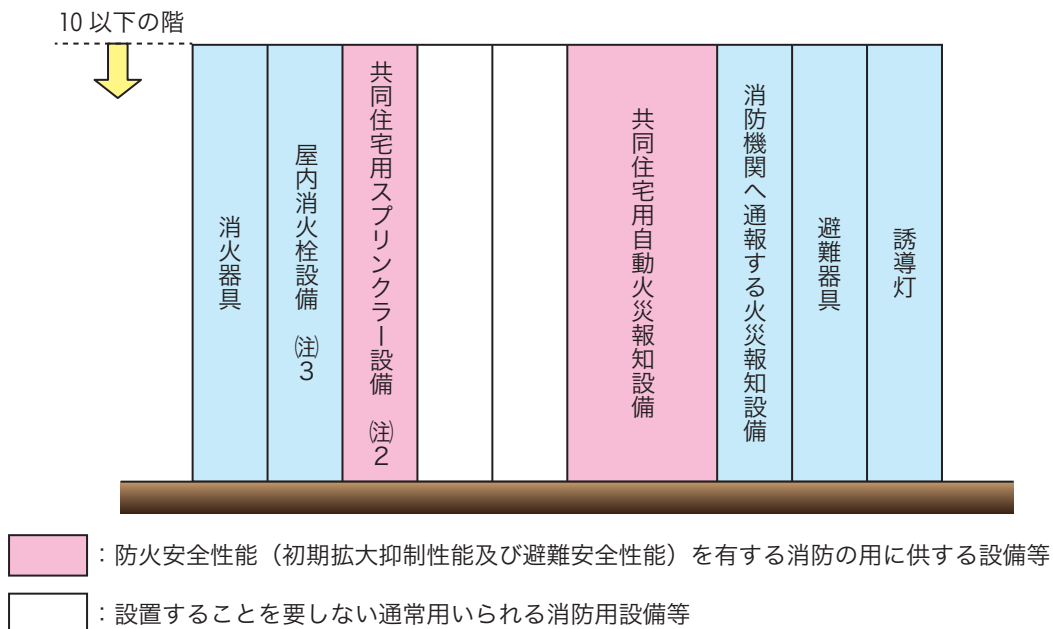 10 以下の階
消火器具
屋内消火栓設備 (注)3
共同住宅用スプリンクラー設備 (注)2
共同住宅用自動火災報知設備
消防機関へ通報する火災報知設備
避難器具
誘導灯
：防火安全性能（初期拡大抑制性能及び避難安全性能）を有する消防の用に供する設備等
：設置することを要しない通常用いられる消防用設備等